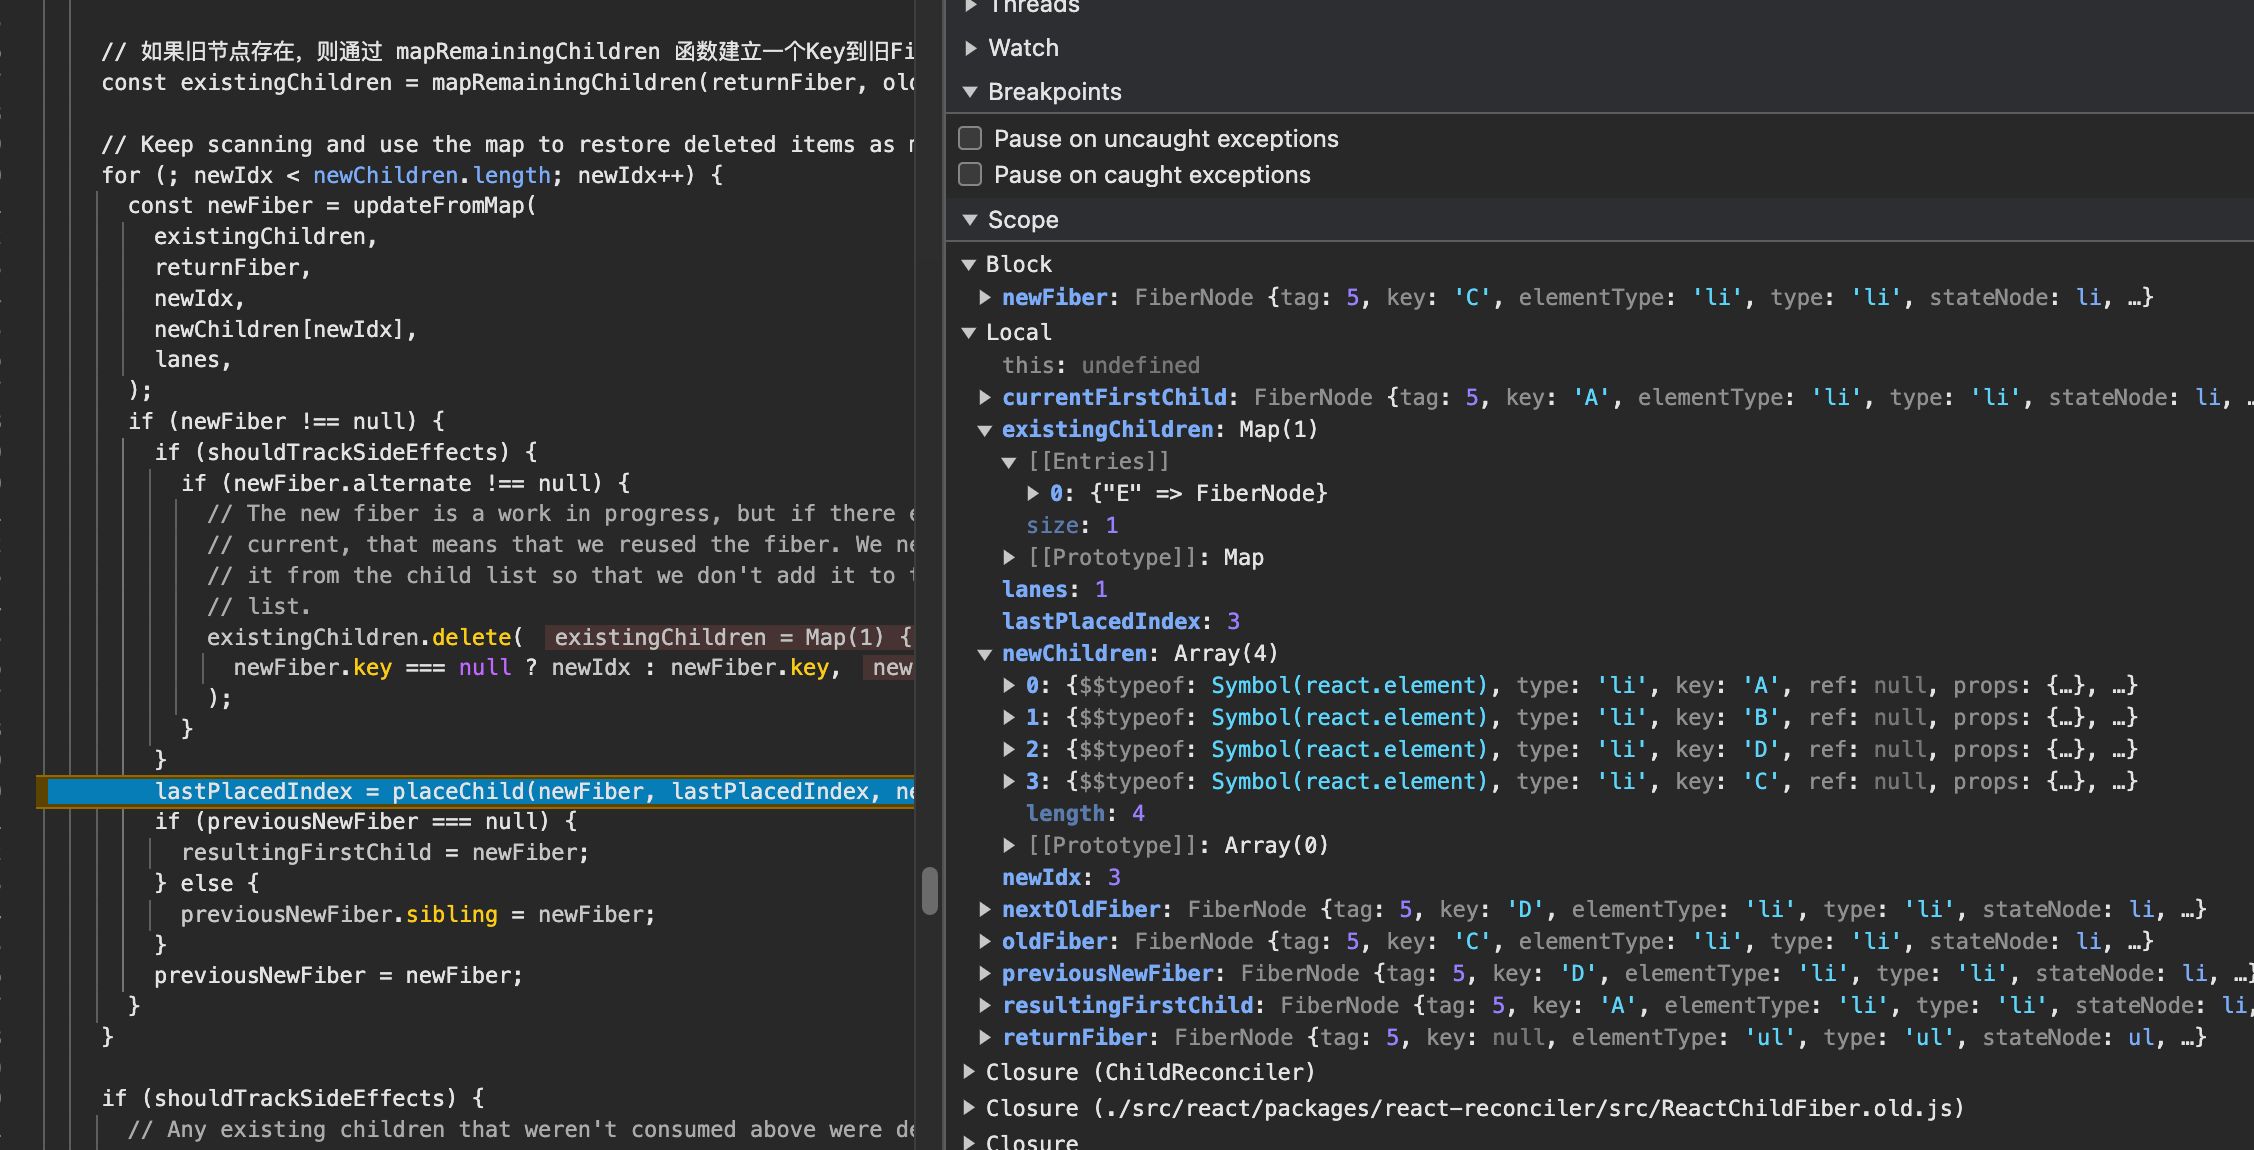 // 如果旧节点存在，则通过 mapRemainingChildren 函数建立一个Key到旧Fi
const existingChildren = mapRemainingChildren(returnFiber, old
// Keep scanning and use the map to restore deleted items as
for (; newIdx < newChildren.length; newIdx++) {
const newFiber = updateFromMap(
existingChildren,
returnFiber,
newIdx,
newChildren[newIdx],
lanes,
);
if (newFiber !== null) {
if (shouldTrackSideEffects) {
if (newFiber.alternate !== null) {
// The new fiber is a work in progress, but if there
// current, that means that we reused the fiber. We ne
// it from the child list so that we don't add it to
// list.
existingChildren.delete( existingChildren = Map(1) {
newFiber.key === null ? newIdx : newFiber.key, new
);
}
}
lastPlacedIndex = placeChild(newFiber, lastPlacedIndex, ne
if (previousNewFiber === null) {
resultingFirstChild = newFiber;
} else {
previousNewFiber.sibling = newFiber;
}
previousNewFiber = newFiber;
}
}
if (shouldTrackSideEffects) {
// Any existing children that weren't consumed above were de
Threads
Watch
Breakpoints
Pause on uncaught exceptions
Pause on caught exceptions
Scope
Block
newFiber: FiberNode {tag: 5, key: 'C', elementType: 'li', type: 'li', stateNode: li, …}
Local
this: undefined
currentFirstChild: FiberNode {tag: 5, key: 'A', elementType: 'li', type: 'li', stateNode: li, …
existingChildren: Map(1)
[[Entries]]
0: {"E" => FiberNode}
size: 1
[[Prototype]]: Map
lanes: 1
lastPlacedIndex: 3
newChildren: Array(4)
0: {$$typeof: Symbol(react.element), type: 'li', key: 'A', ref: null, props: {…}, …}
1: {$$typeof: Symbol(react.element), type: 'li', key: 'B', ref: null, props: {…}, …}
2: {$$typeof: Symbol(react.element), type: 'li', key: 'D', ref: null, props: {…}, …}
3: {$$typeof: Symbol(react.element), type: 'li', key: 'C', ref: null, props: {…}, …}
length: 4
[[Prototype]]: Array(0)
newIdx: 3
nextOldFiber: FiberNode {tag: 5, key: 'D', elementType: 'li', type: 'li', stateNode: li, …}
oldFiber: FiberNode {tag: 5, key: 'C', elementType: 'li', type: 'li', stateNode: li, …}
previousNewFiber: FiberNode {tag: 5, key: 'D', elementType: 'li', type: 'li', stateNode: li, …}
resultingFirstChild: FiberNode {tag: 5, key: 'A', elementType: 'li', type: 'li', stateNode: li,
returnFiber: FiberNode {tag: 5, key: null, elementType: 'ul', type: 'ul', stateNode: ul, …}
Closure (ChildReconciler)
Closure (./src/react/packages/react-reconciler/src/ReactChildFiber.old.js)
Closure